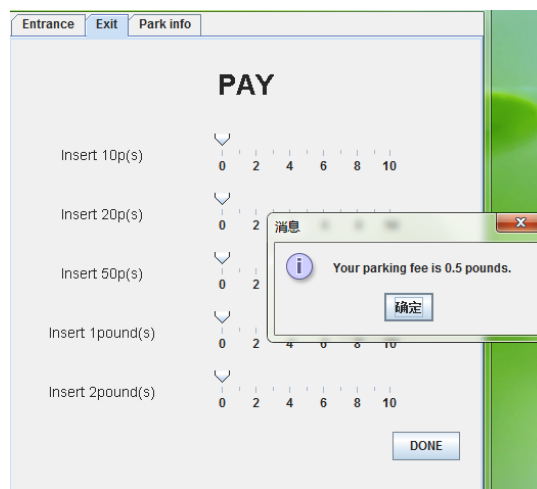 Entrance Exit Park info
PAY
Insert 10p(s)
0 2 4 6 8 10
Insert 20p(s)
0 2
消息
Insert 50p(s)
0 2
Your parking fee is 0.5 pounds.
确定
Insert 1pound(s)
0 2 4 6 8 10
Insert 2pound(s)
0 2 4 6 8 10
DONE